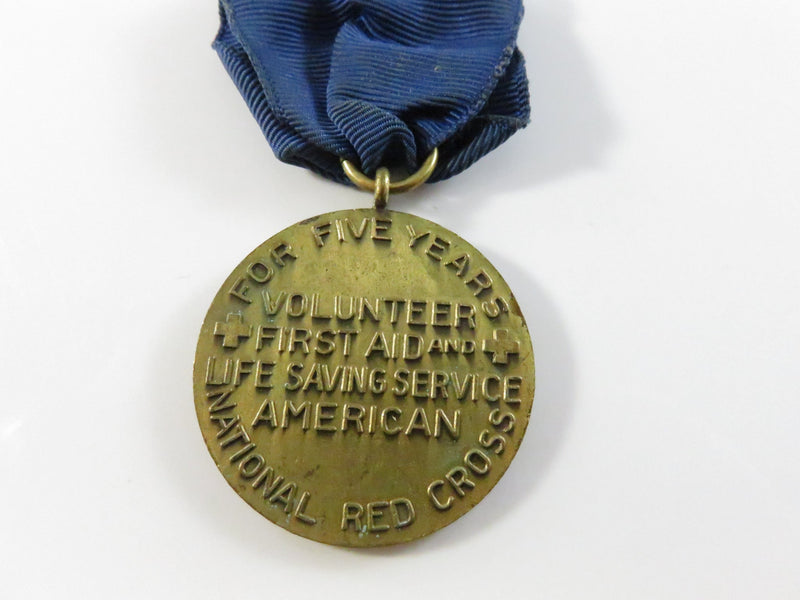 FOR FIVE YEARS
VOLUNTEER
FIRST AID AND
LIFE SAVING SERVICE
AMERICAN
NATIONAL RED CROSS